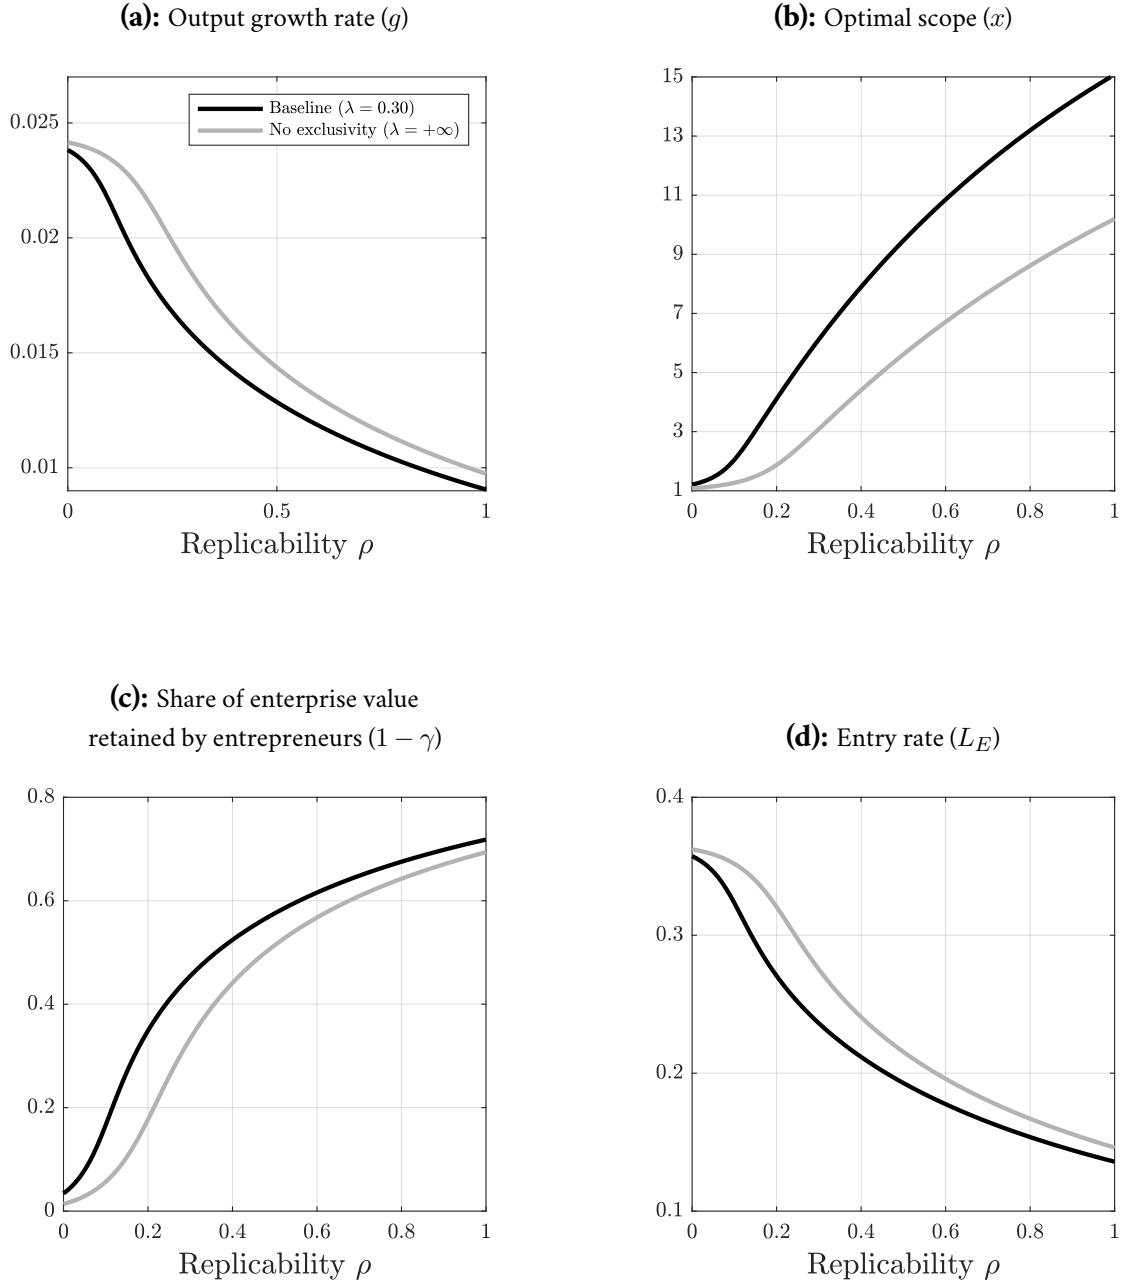 (a): Output growth rate (g)
0.025
0.02
0.015
0.01
Baseline (λ = 0.30)
No exclusivity (λ = +∞)
0 0.5 1
Replicability ρ
(b): Optimal scope (x)
15
13
11
9
7
5
3
1
0 0.2 0.4 0.6 0.8 1
Replicability ρ
(c): Share of enterprise value
retained by entrepreneurs (1 − γ)
0.8
0.6
0.4
0.2
0
0 0.2 0.4 0.6 0.8 1
Replicability ρ
(d): Entry rate (L_E)
0.4
0.3
0.2
0.1
0 0.2 0.4 0.6 0.8 1
Replicability ρ